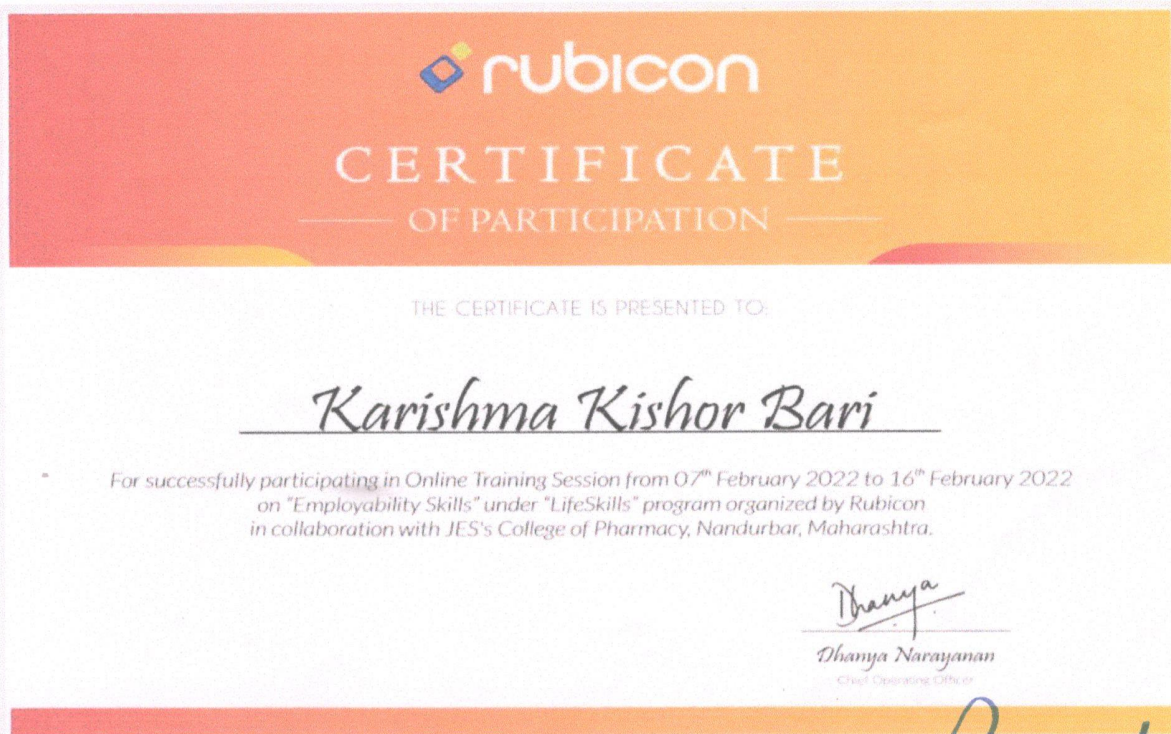 rubicon
CERTIFICATE
OF PARTICIPATION
THE CERTIFICATE IS PRESENTED TO:
Karishma Kishor Bari
For successfully participating in Online Training Session from 07th February 2022 to 16th February 2022
on "Employability Skills" under "LifeSkills" program organized by Rubicon
in collaboration with JES's College of Pharmacy, Nandurbar, Maharashtra.
Dhanya
Dhanya Narayanan
Chief Operating Officer